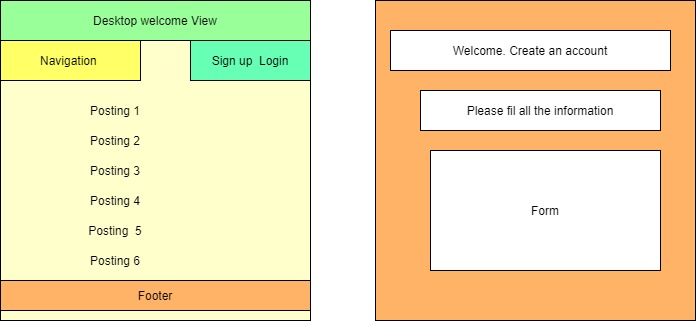 Desktop welcome View
Navigation
Sign up  Login
Posting 1
Posting 2
Posting 3
Posting 4
Posting  5
Posting 6
Footer
Welcome. Create an account
Please fil all the information
Form